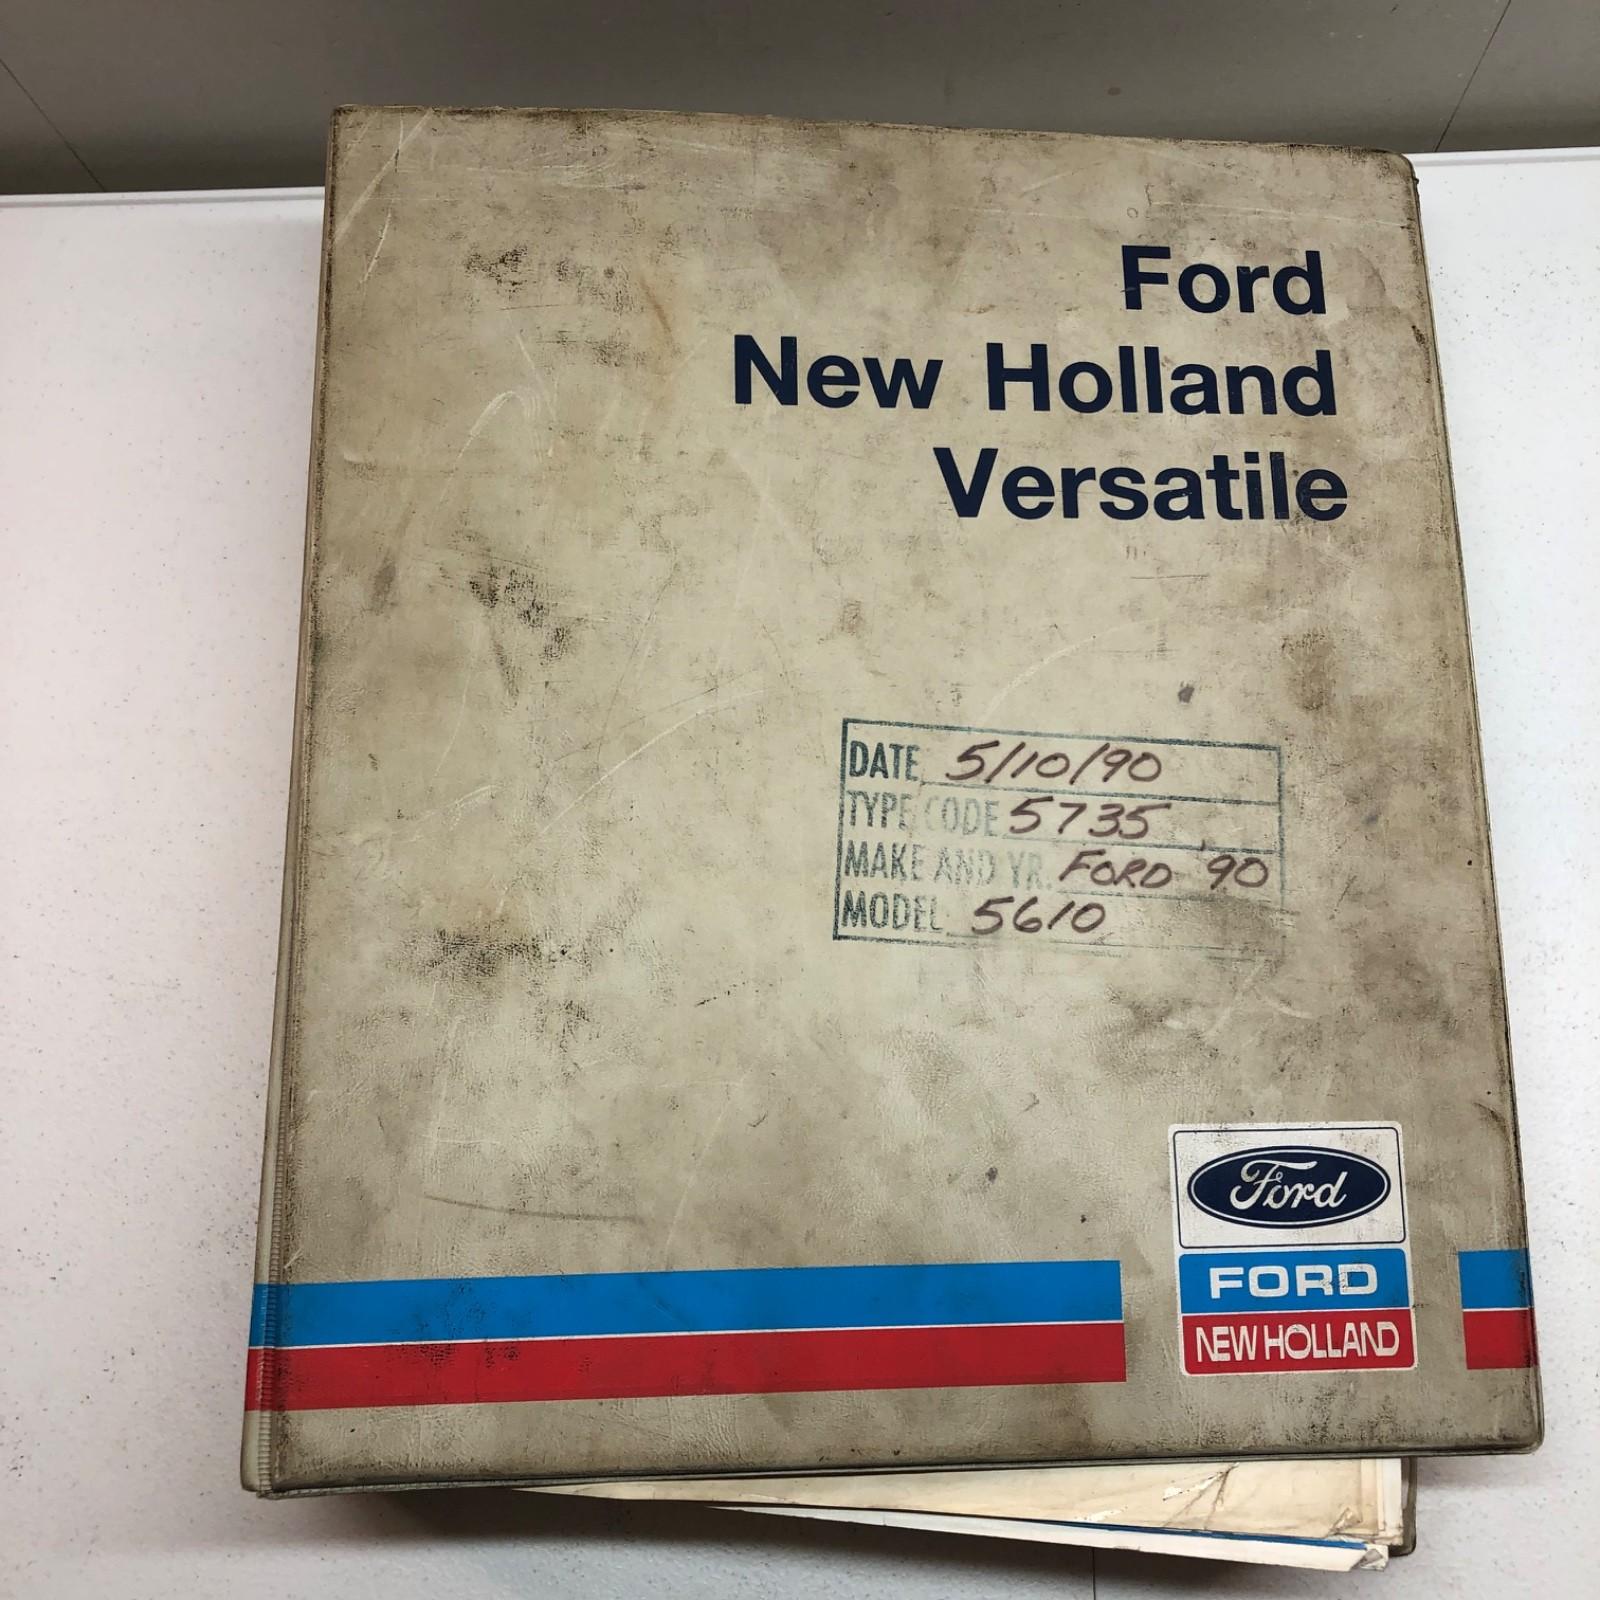 Ford
New Holland
Versatile
DATE 5/10/90
TYPE CODE 5735
MAKE AND YR. FORD '90
MODEL 5610
Ford
FORD
NEW HOLLAND